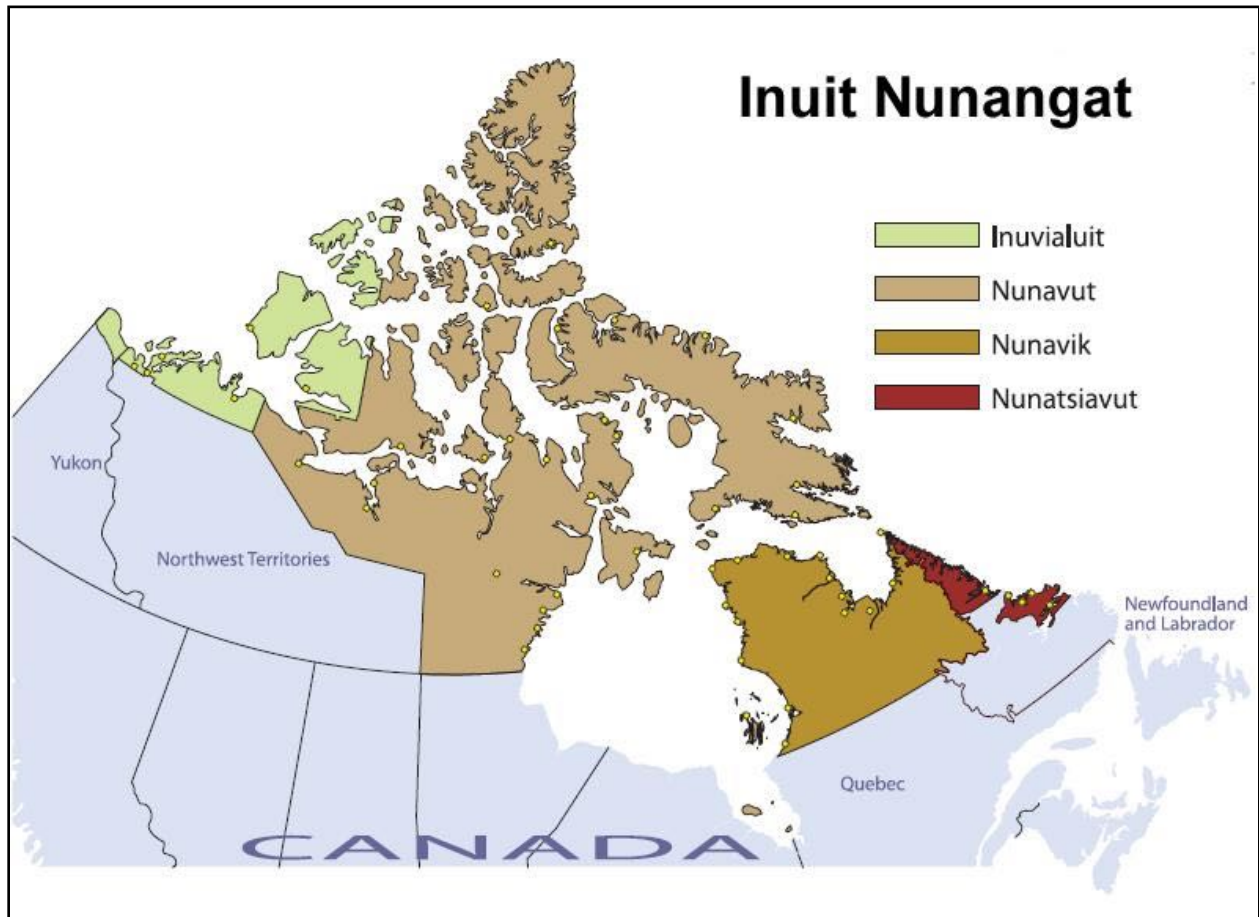 Inuit Nunangat
Inuvialuit
Nunavut
Nunavik
Nunatsiavut
Yukon
Northwest Territories
Newfoundland
and Labrador
Quebec
CANADA